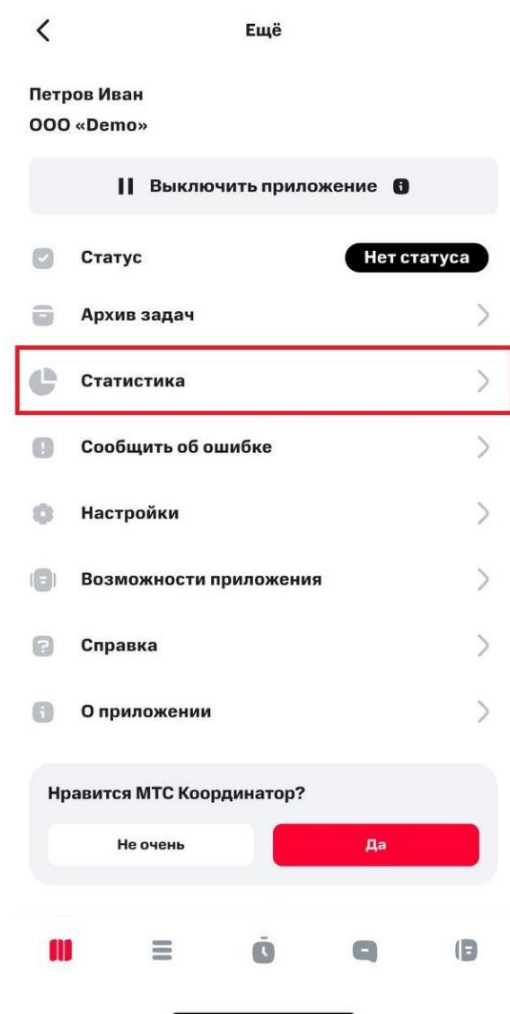 Ещё
Петров Иван
ООО «Demo»
Выключить приложение
Статус
Нет статуса
Архив задач
Статистика
Сообщить об ошибке
Настройки
Возможности приложения
Справка
О приложении
Нравится МТС Координатор?
Не очень
Да